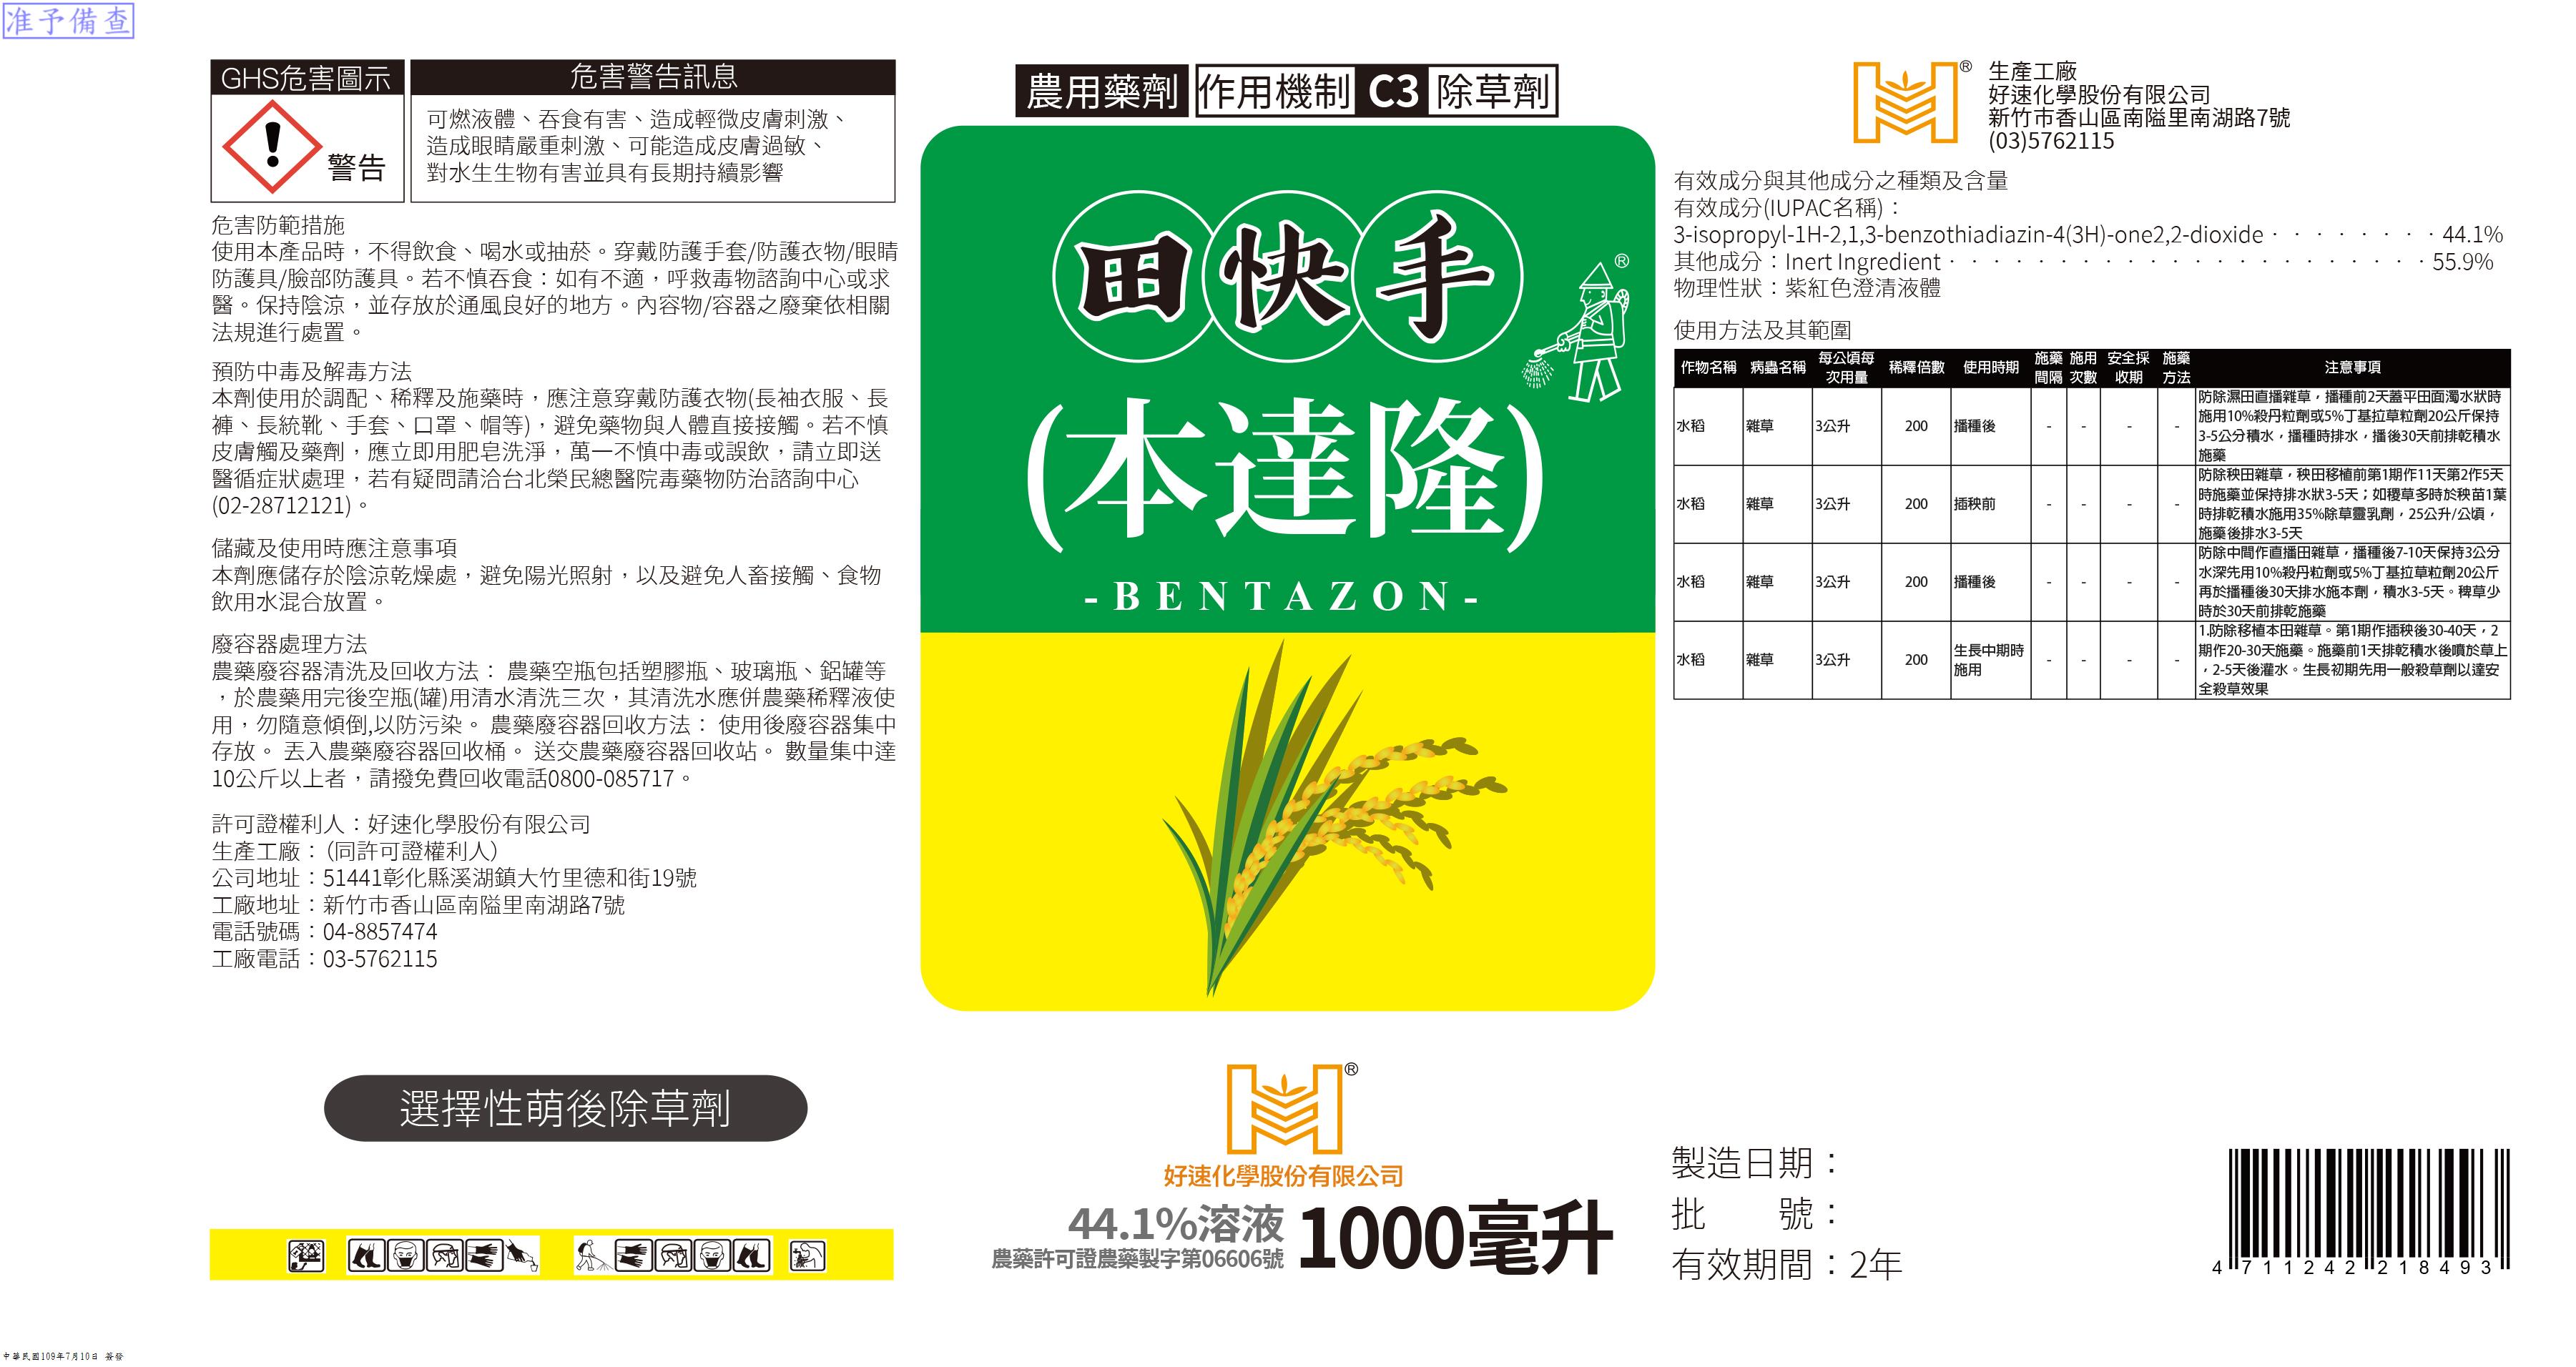 准予備查
GHS危害圖示
警告
危害警告訊息
可燃液體、吞食有害、造成輕微皮膚刺激、
造成眼睛嚴重刺激、可能造成皮膚過敏、
對水生生物有害並具有長期持續影響
危害防範措施
使用本產品時，不得飲食、喝水或抽菸。穿戴防護手套/防護衣物/眼睛
防護具/臉部防護具。若不慎吞食：如有不適，呼救毒物諮詢中心或求
醫。保持陰涼，並存放於通風良好的地方。內容物/容器之廢棄依相關
法規進行處置。
預防中毒及解毒方法
本劑使用於調配、稀釋及施藥時，應注意穿戴防護衣物(長袖衣服、長
褲、長統靴、手套、口罩、帽等)，避免藥物與人體直接接觸。若不慎
皮膚觸及藥劑，應立即用肥皂洗淨，萬一不慎中毒或誤飲，請立即送
醫循症狀處理，若有疑問請洽台北榮民總醫院毒藥物防治諮詢中心
(02-28712121)。
儲藏及使用時應注意事項
本劑應儲存於陰涼乾燥處，避免陽光照射，以及避免人畜接觸、食物
飲用水混合放置。
廢容器處理方法
農藥廢容器清洗及回收方法： 農藥空瓶包括塑膠瓶、玻璃瓶、鋁罐等
，於農藥用完後空瓶(罐)用清水清洗三次，其清洗水應併農藥稀釋液使
用，勿隨意傾倒,以防污染。 農藥廢容器回收方法： 使用後廢容器集中
存放。 丟入農藥廢容器回收桶。 送交農藥廢容器回收站。 數量集中達
10公斤以上者，請撥免費回收電話0800-085717。
許可證權利人：好速化學股份有限公司
生產工廠：（同許可證權利人）
公司地址：51441彰化縣溪湖鎮大竹里德和街19號
工廠地址：新竹市香山區南隘里南湖路7號
電話號碼：04-8857474
工廠電話：03-5762115
選擇性萌後除草劑
農用藥劑 作用機制 C3 除草劑
田快手
®
(本達隆)
-BENTAZON-
®
好速化學股份有限公司
44.1%溶液
農藥許可證農藥製字第06606號
1000毫升
®
生產工廠
好速化學股份有限公司
新竹市香山區南隘里南湖路7號
(03)5762115
有效成分與其他成分之種類及含量
有效成分(IUPAC名稱)：
3-isopropyl-1H-2,1,3-benzothiadiazin-4(3H)-one2,2-dioxide · · · · · · · · 44.1%
其他成分：Inert Ingredient · · · · · · · · · · · · · · · · · · · · · 55.9%
物理性狀：紫紅色澄清液體
使用方法及其範圍
作物名稱 病蟲名稱 每公頃每次用量 稀釋倍數 使用時期 施藥間隔 施用次數 安全採收期 施藥方法 注意事項
水稻 雜草 3公升 200 播種後 - - - - 防除濕田直播雜草，播種前2天蓋平田面濁水狀時
施用10%殺丹粒劑或5%丁基拉草粒劑20公斤保持
3-5公分積水，播種時排水，播後30天前排乾積水
施藥
水稻 雜草 3公升 200 插秧前 - - - - 防除秧田雜草，秧田移植前第1期作11天第2作5天
時施藥並保持排水狀3-5天；如稷草多時於秧苗1葉
時排乾積水施用35%除草靈乳劑，25公升/公頃，
施藥後排水3-5天
水稻 雜草 3公升 200 播種後 - - - - 防除中間作直播田雜草，播種後7-10天保持3公分
水深先用10%殺丹粒劑或5%丁基拉草粒劑20公斤
再於播種後30天排水施本劑，積水3-5天。稗草少
時於30天前排乾施藥
水稻 雜草 3公升 200 生長中期時施用 - - - - 1.防除移植本田雜草。第1期作插秧後30-40天，2
期作20-30天施藥。施藥前1天排乾積水後噴於草上
，2-5天後灌水。生長初期先用一般殺草劑以達安
全殺草效果
製造日期：
批　　號：
有效期間：2年
4 711242 218493
中華民國109年7月10日 簽發